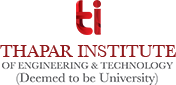 ti
THAPAR INSTITUTE
OF ENGINEERING & TECHNOLOGY
(Deemed to be University)